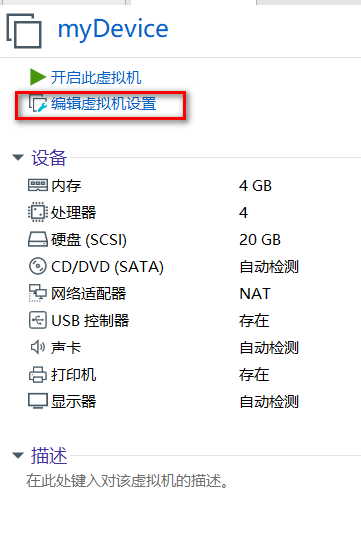 myDevice
开启此虚拟机
编辑虚拟机设置
设备
内存 4 GB
处理器 4
硬盘 (SCSI) 20 GB
CD/DVD (SATA) 自动检测
网络适配器 NAT
USB 控制器 存在
声卡 自动检测
打印机 存在
显示器 自动检测
描述
在此处键入对该虚拟机的描述。